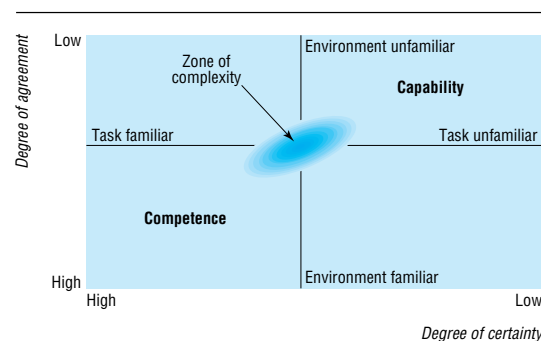 Degree of agreement
Low
Environment unfamiliar
Zone of
complexity
Capability
Task familiar
Task unfamiliar
Competence
High
Environment familiar
High
Low
Degree of certainty